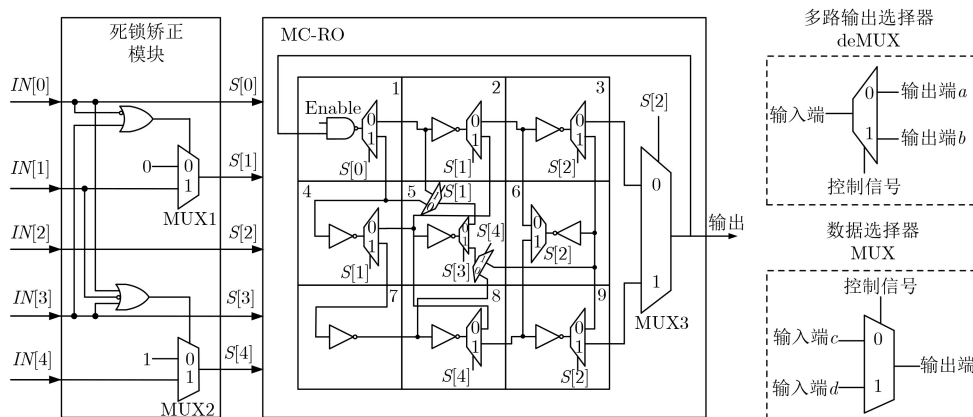 死锁矫正
模块
IN[0]
S[0]
0
0
1
IN[1]
S[1]
MUX1
IN[2]
S[2]
IN[3]
S[3]
1
0
1
IN[4]
S[4]
MUX2
MC-RO
1
2
3
Enable
0
1
0
1
0
1
S[0]
S[1]
S[2]
S[2]
4
5
6
S[1]
0
1
0
1
0
1
S[4]
S[1]
S[3]
S[2]
7
8
9
0
1
0
1
S[4]
S[2]
0
1
MUX3
输出
多路输出选择器
deMUX
输入端
0
1
输出端a
输出端b
控制信号
数据选择器
MUX
控制信号
输入端c
0
输入端d
1
输出端